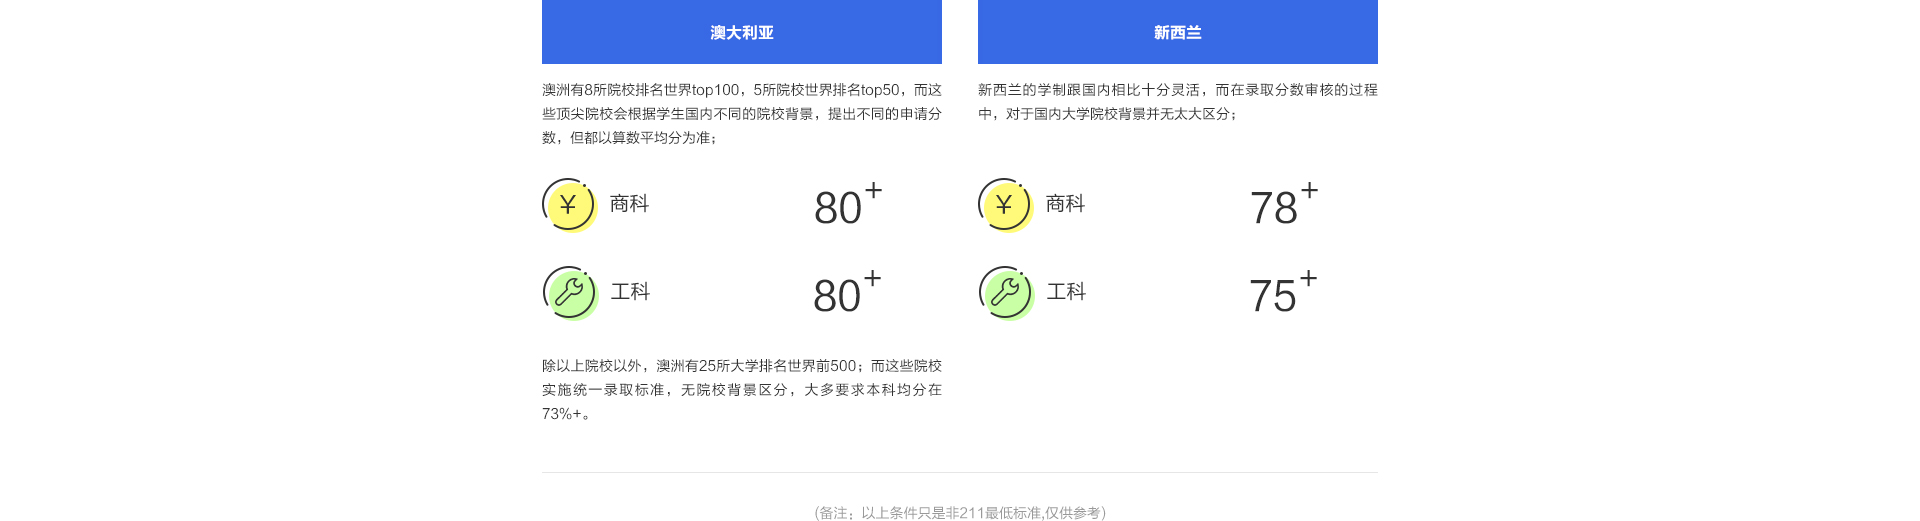 澳大利亚
澳洲有8所院校排名世界top100，5所院校世界排名top50，而这
些顶尖院校会根据学生国内不同的院校背景，提出不同的申请分
数，但都以算数平均分为准；
¥ 商科 80+
工科 80+
除以上院校以外，澳洲有25所大学排名世界前500；而这些院校
实施统一录取标准，无院校背景区分，大多要求本科均分在
73%+。
新西兰
新西兰的学制跟国内相比十分灵活，而在录取分数审核的过程
中，对于国内大学院校背景并无太大区分；
¥ 商科 78+
工科 75+
(备注：以上条件只是非211最低标准,仅供参考)